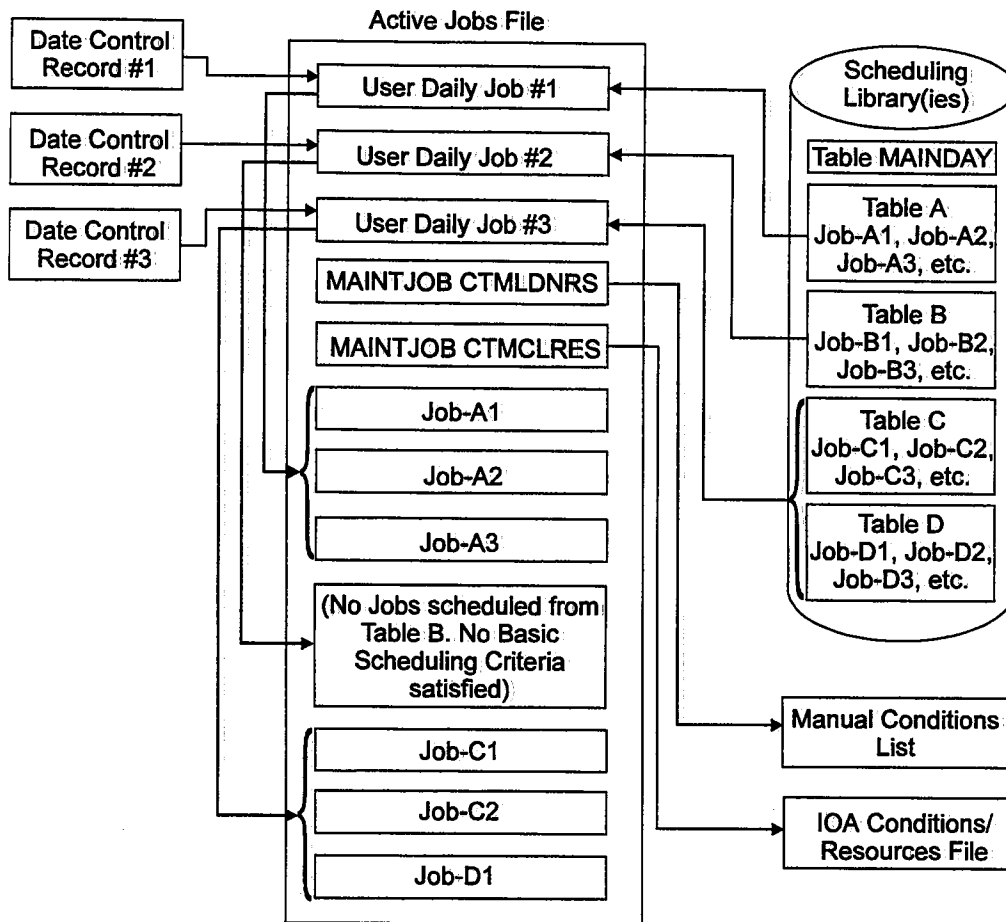 Active Jobs File
Date Control
Record #1
Date Control
Record #2
Date Control
Record #3
User Daily Job #1
User Daily Job #2
User Daily Job #3
MAINTJOB CTMLDNRS
MAINTJOB CTMCLRES
Job-A1
Job-A2
Job-A3
(No Jobs scheduled from
Table B. No Basic
Scheduling Criteria
satisfied)
Job-C1
Job-C2
Job-D1
Scheduling
Library(ies)
Table MAINDAY
Table A
Job-A1, Job-A2,
Job-A3, etc.
Table B
Job-B1, Job-B2,
Job-B3, etc.
Table C
Job-C1, Job-C2,
Job-C3, etc.
Table D
Job-D1, Job-D2,
Job-D3, etc.
Manual Conditions
List
IOA Conditions/
Resources File